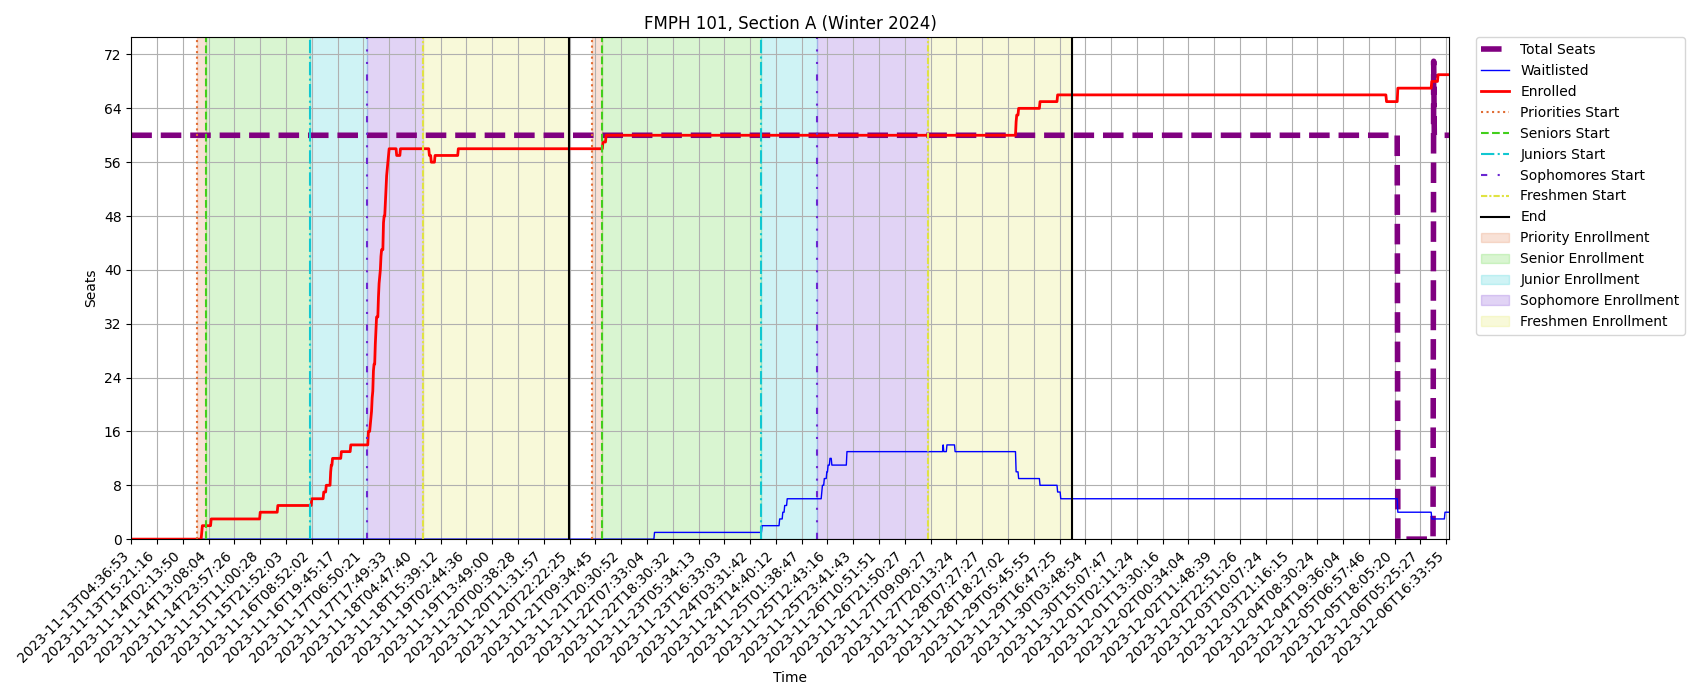 FMPH 101, Section A (Winter 2024)
72
64
56
48
40
32
24
16
8
0
Seats
Total Seats
Waitlisted
Enrolled
Priorities Start
Seniors Start
Juniors Start
Sophomores Start
Freshmen Start
End
Priority Enrollment
Senior Enrollment
Junior Enrollment
Sophomore Enrollment
Freshmen Enrollment
2023-11-13T04:36:53
2023-11-13T15:21:16
2023-11-14T02:13:50
2023-11-14T13:08:04
2023-11-14T23:57:26
2023-11-15T11:00:28
2023-11-15T21:52:03
2023-11-16T08:52:02
2023-11-16T19:45:17
2023-11-17T06:50:21
2023-11-17T17:49:33
2023-11-18T04:47:40
2023-11-18T15:39:12
2023-11-19T02:44:36
2023-11-19T13:49:00
2023-11-20T00:38:28
2023-11-20T11:31:57
2023-11-20T22:22:25
2023-11-21T09:34:45
2023-11-21T20:30:52
2023-11-22T07:33:04
2023-11-22T18:30:32
2023-11-23T05:34:13
2023-11-23T16:33:03
2023-11-24T03:31:42
2023-11-24T14:40:12
2023-11-25T01:38:47
2023-11-25T12:43:16
2023-11-25T23:41:43
2023-11-26T10:51:51
2023-11-26T21:50:27
2023-11-27T09:09:27
2023-11-27T20:13:24
2023-11-28T07:27:27
2023-11-28T18:27:02
2023-11-29T05:45:55
2023-11-29T16:47:25
2023-11-30T03:48:54
2023-11-30T15:07:47
2023-12-01T02:11:24
2023-12-01T13:30:16
2023-12-02T00:34:04
2023-12-02T11:48:39
2023-12-02T22:51:26
2023-12-03T10:07:24
2023-12-03T21:16:15
2023-12-04T08:30:24
2023-12-04T19:36:04
2023-12-05T06:57:46
2023-12-05T18:05:20
2023-12-06T05:25:27
2023-12-06T16:33:55
Time